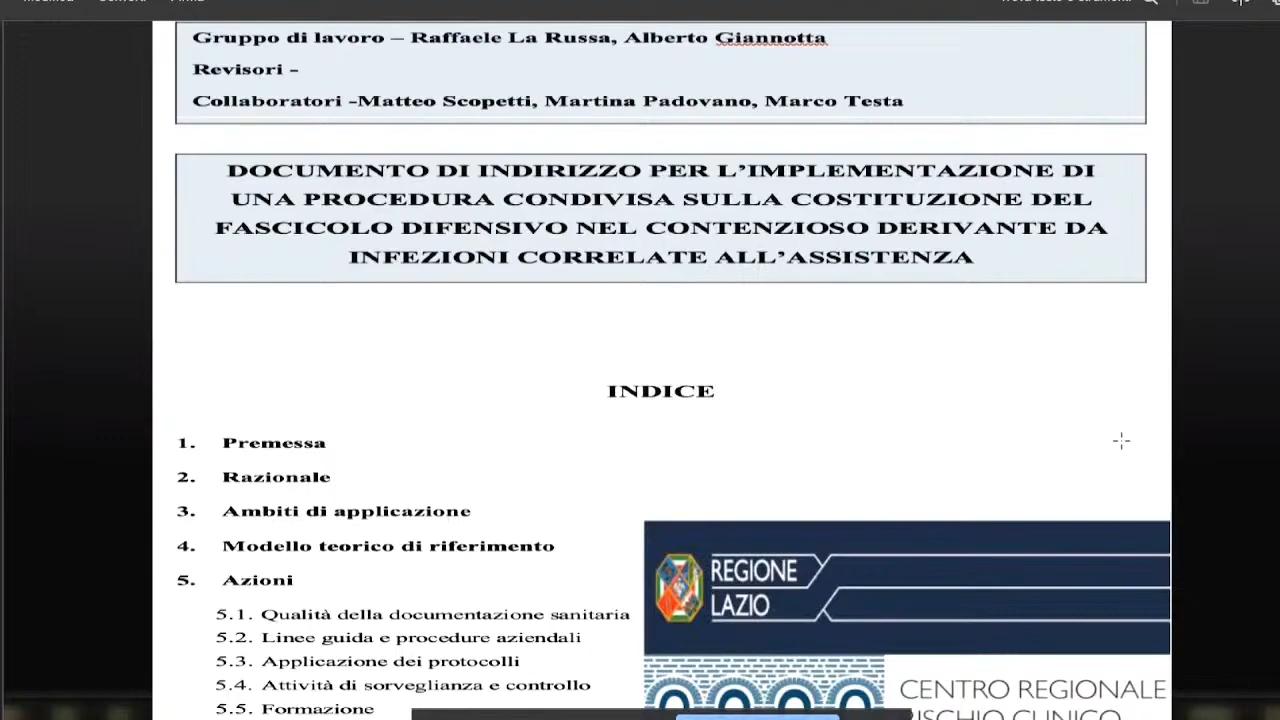 Gruppo di lavoro – Raffaele La Russa, Alberto Giannotta
Revisori -
Collaboratori -Matteo Scopetti, Martina Padovano, Marco Testa
DOCUMENTO DI INDIRIZZO PER L'IMPLEMENTAZIONE DI
UNA PROCEDURA CONDIVISA SULLA COSTITUZIONE DEL
FASCICOLO DIFENSIVO NEL CONTENZIOSO DERIVANTE DA
INFEZIONI CORRELATE ALL'ASSISTENZA
INDICE
1. Premessa
2. Razionale
3. Ambiti di applicazione
4. Modello teorico di riferimento
5. Azioni
5.1. Qualità della documentazione sanitaria
5.2. Linee guida e procedure aziendali
5.3. Applicazione dei protocolli
5.4. Attività di sorveglianza e controllo
5.5. Formazione
REGIONE
LAZIO
CENTRO REGIONALE
RISCHIO CLINICO